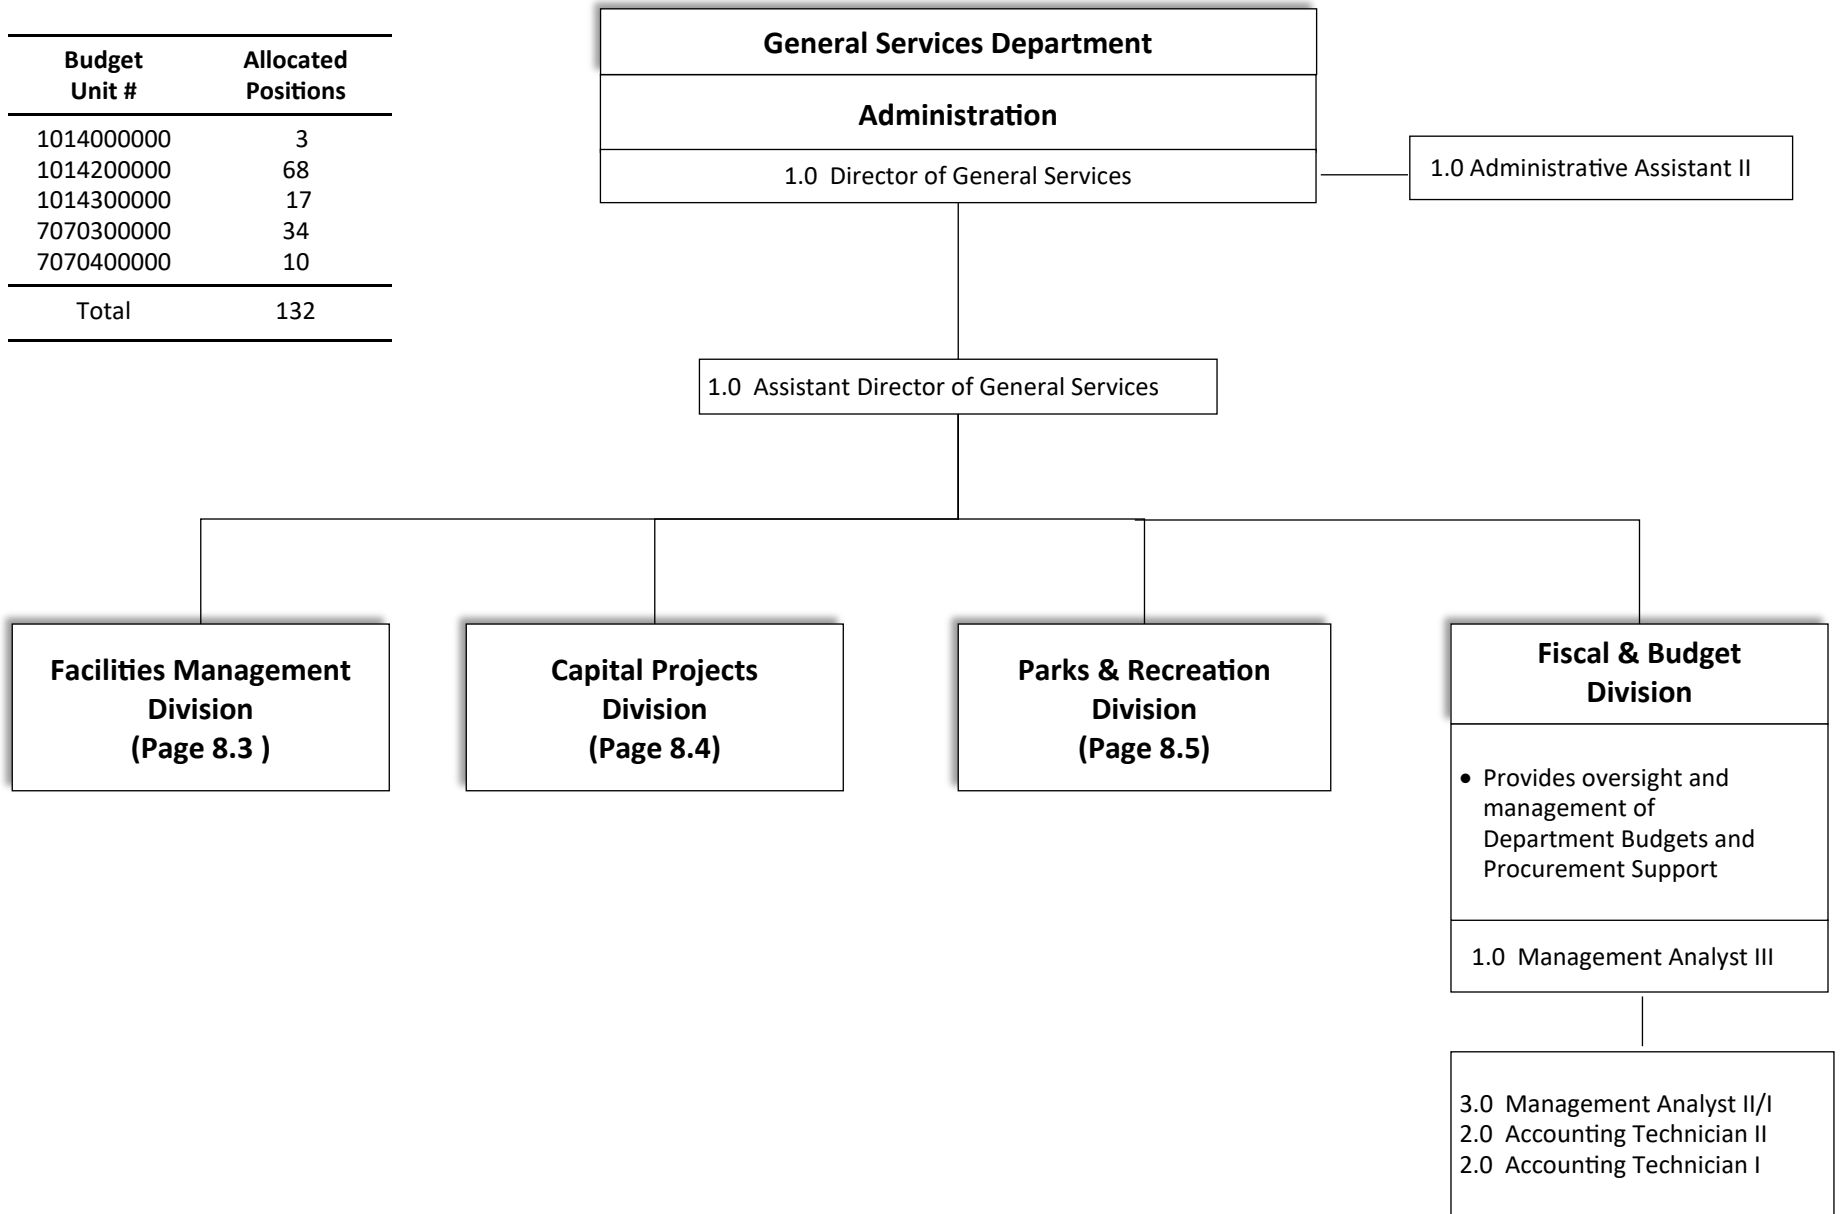 Budget Unit # Allocated Positions
1014000000 3
1014200000 68
1014300000 17
7070300000 34
7070400000 10
Total 132
General Services Department
Administration
1.0 Director of General Services
1.0 Administrative Assistant II
1.0 Assistant Director of General Services
Facilities Management
Division
(Page 8.3 )
Capital Projects
Division
(Page 8.4)
Parks & Recreation
Division
(Page 8.5)
Fiscal & Budget
Division
• Provides oversight and
management of
Department Budgets and
Procurement Support
1.0 Management Analyst III
3.0 Management Analyst II/I
2.0 Accounting Technician II
2.0 Accounting Technician I